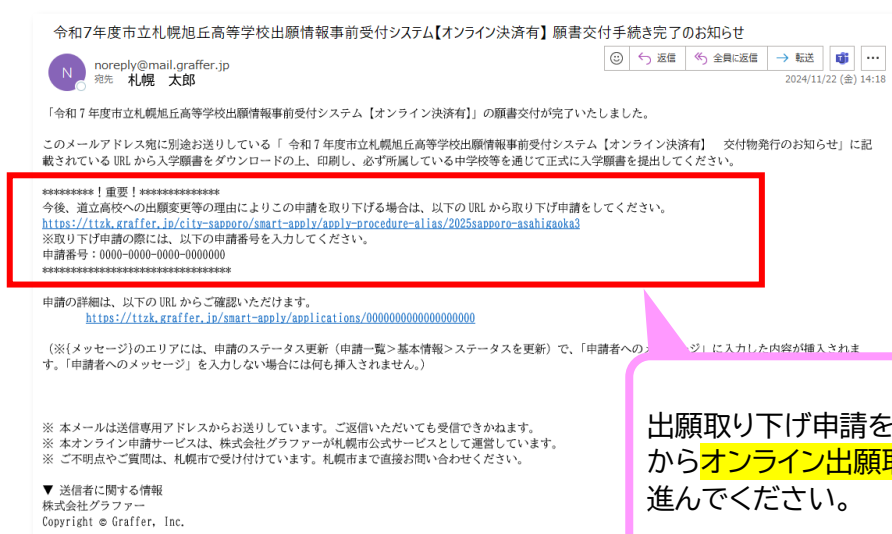 令和7年度市立札幌旭丘高等学校出願情報事前受付システム【オンライン決済有】 願書交付手続き完了のお知らせ
N
noreply@mail.graffer.jp
宛先 札幌 太郎
返信
全員に返信
転送
2024/11/22 (金) 14:18
「令和7年度市立札幌旭丘高等学校出願情報事前受付システム【オンライン決済有】」の願書交付が完了いたしました。
このメールアドレス宛に別途お送りしている「 令和7年度市立札幌旭丘高等学校出願情報事前受付システム【オンライン決済有】 交付物発行のお知らせ」に記
載されている URL から入学願書をダウンロードの上、印刷し、必ず所属している中学校等を通じて正式に入学願書を提出してください。
*********！重要！**************
今後、道立高校への出願変更等の理由によりこの申請を取り下げる場合は、以下の URL から取り下げ申請をしてください。
https://ttzk.graffer.jp/city-sapporo/smart-apply/apply-procedure-alias/2025sapporo-asahigaoka3
※取り下げ申請の際には、以下の申請番号を入力してください。
申請番号：0000-0000-0000-0000000
*********************************
申請の詳細は、以下の URL からご確認いただけます。
https://ttzk.graffer.jp/smart-apply/applications/0000000000000000000
（※{メッセージ}のエリアには、申請のステータス更新（申請一覧>基本情報>ステータスを更新）で、「申請者へのメ ージ」に入力した内容が挿入されま
す。「申請者へのメッセージ」を入力しない場合には何も挿入されません。）
※ 本メールは送信専用アドレスからお送りしています。ご返信いただいても受信できかねます。
※ 本オンライン申請サービスは、株式会社グラファーが札幌市公式サービスとして運営しています。
※ ご不明点やご質問は、札幌市で受け付けています。札幌市まで直接お問い合わせください。
▼ 送信者に関する情報
株式会社グラファー
Copyright © Graffer, Inc.
出願取り下げ申請を
からオンライン出願取
進んでください。